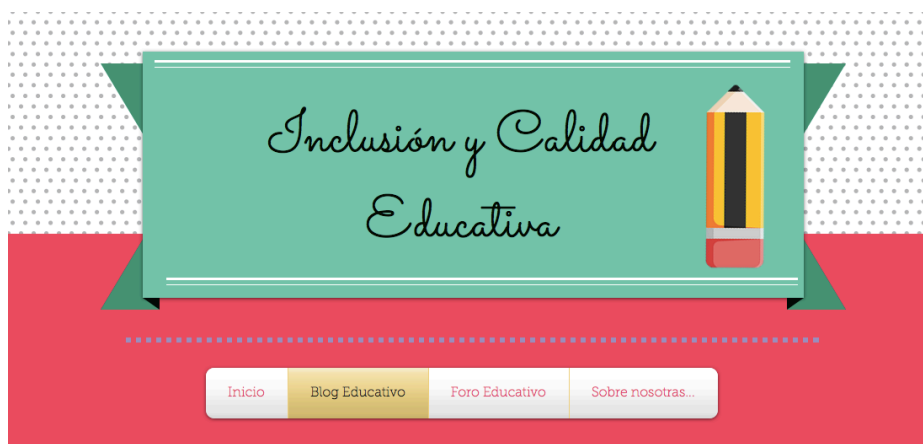 Inclusión y Calidad
Educativa
Inicio Blog Educativo Foro Educativo Sobre nosotras...